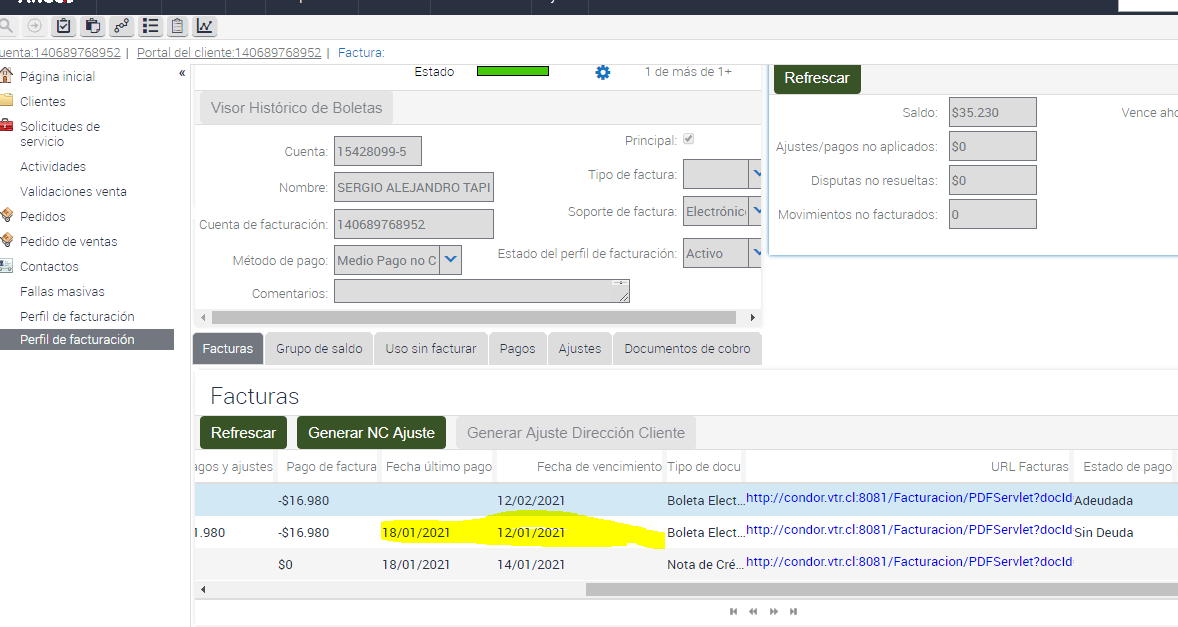 uenta:140689768952 | Portal del cliente:140689768952 | Factura:
Página inicial
Clientes
Solicitudes de
servicio
Actividades
Validaciones venta
Pedidos
Pedido de ventas
Contactos
Fallas masivas
Perfil de facturación
Perfil de facturación
«
Estado
1 de más de 1+
Visor Histórico de Boletas
Cuenta: 15428099-5
Nombre: SERGIO ALEJANDRO TAPI
Cuenta de facturación: 140689768952
Método de pago: Medio Pago no C
Comentarios:
Principal:
Tipo de factura:
Soporte de factura: Electrónic
Estado del perfil de facturación: Activo
Refrescar
Saldo: $35.230 Vence aho
Ajustes/pagos no aplicados: $0
Disputas no resueltas: $0
Movimientos no facturados: 0
Facturas Grupo de saldo Uso sin facturar Pagos Ajustes Documentos de cobro
Facturas
Refrescar Generar NC Ajuste Generar Ajuste Dirección Cliente
agos y ajustes Pago de factura Fecha último pago Fecha de vencimiento Tipo de docu URL Facturas Estado de pago
-$16.980 12/02/2021 Boleta Elect... http://condor.vtr.cl:8081/Facturacion/PDFServlet?docId Adeudada
1.980 -$16.980 18/01/2021 12/01/2021 Boleta Elect... http://condor.vtr.cl:8081/Facturacion/PDFServlet?docId Sin Deuda
$0 18/01/2021 14/01/2021 Nota de Cré... http://condor.vtr.cl:8081/Facturacion/PDFServlet?docId